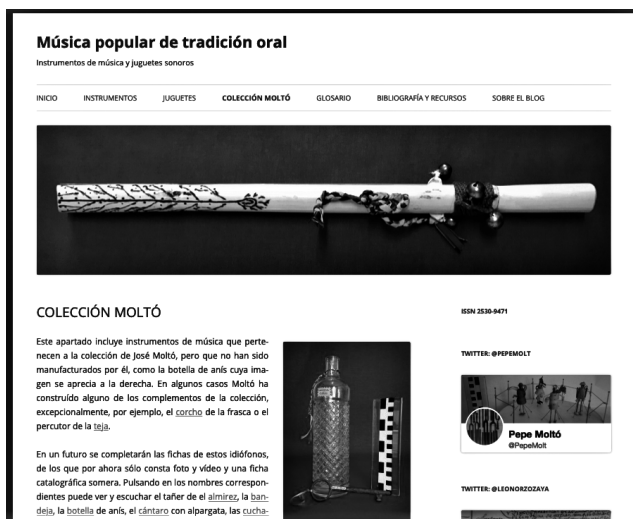 Música popular de tradición oral
Instrumentos de música y juguetes sonoros
INICIO INSTRUMENTOS JUGUETES COLECCIÓN MOLTÓ GLOSARIO BIBLIOGRAFÍA Y RECURSOS SOBRE EL BLOG
COLECCIÓN MOLTÓ
Este apartado incluye instrumentos de música que perte-
necen a la colección de José Moltó, pero que no han sido
manufacturados por él, como la botella de anís cuya ima-
gen se aprecia a la derecha. En algunos casos Moltó ha
construído alguno de los complementos de la colección,
excepcionalmente, por ejemplo, el corcho de la frasca o el
percutor de la teja.
En un futuro se completarán las fichas de estos idiófonos,
de los que por ahora sólo consta foto y vídeo y una ficha
catalográfica somera. Pulsando en los nombres correspon-
dientes puede ver y escuchar el tañer de el almirez, la ban-
deja, la botella de anís, el cántaro con alpargata, las cucha-
ISSN 2530-9471
TWITTER: @PEPEMOLT
Pepe Moltó
@PepeMolt
TWITTER: @LEONORZOZAYA